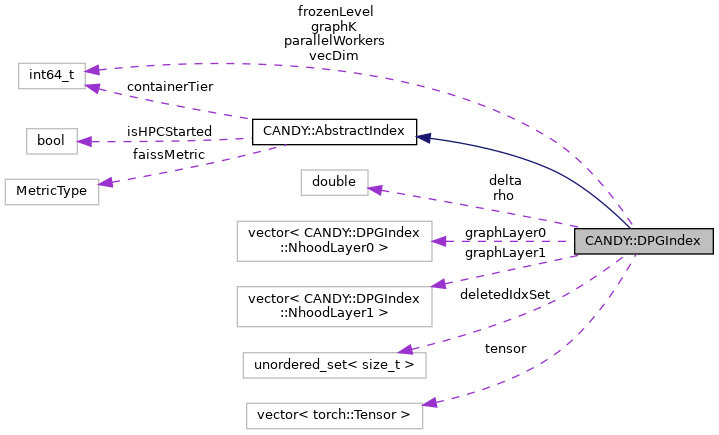 frozenLevel
graphK
parallelWorkers
vecDim
int64_t
containerTier
CANDY::AbstractIndex
isHPCStarted
bool
faissMetric
MetricType
double
delta
rho
vector< CANDY::DPGIndex
::NhoodLayer0 >
graphLayer0
CANDY::DPGIndex
graphLayer1
vector< CANDY::DPGIndex
::NhoodLayer1 >
deletedIdxSet
unordered_set< size_t >
tensor
vector< torch::Tensor >